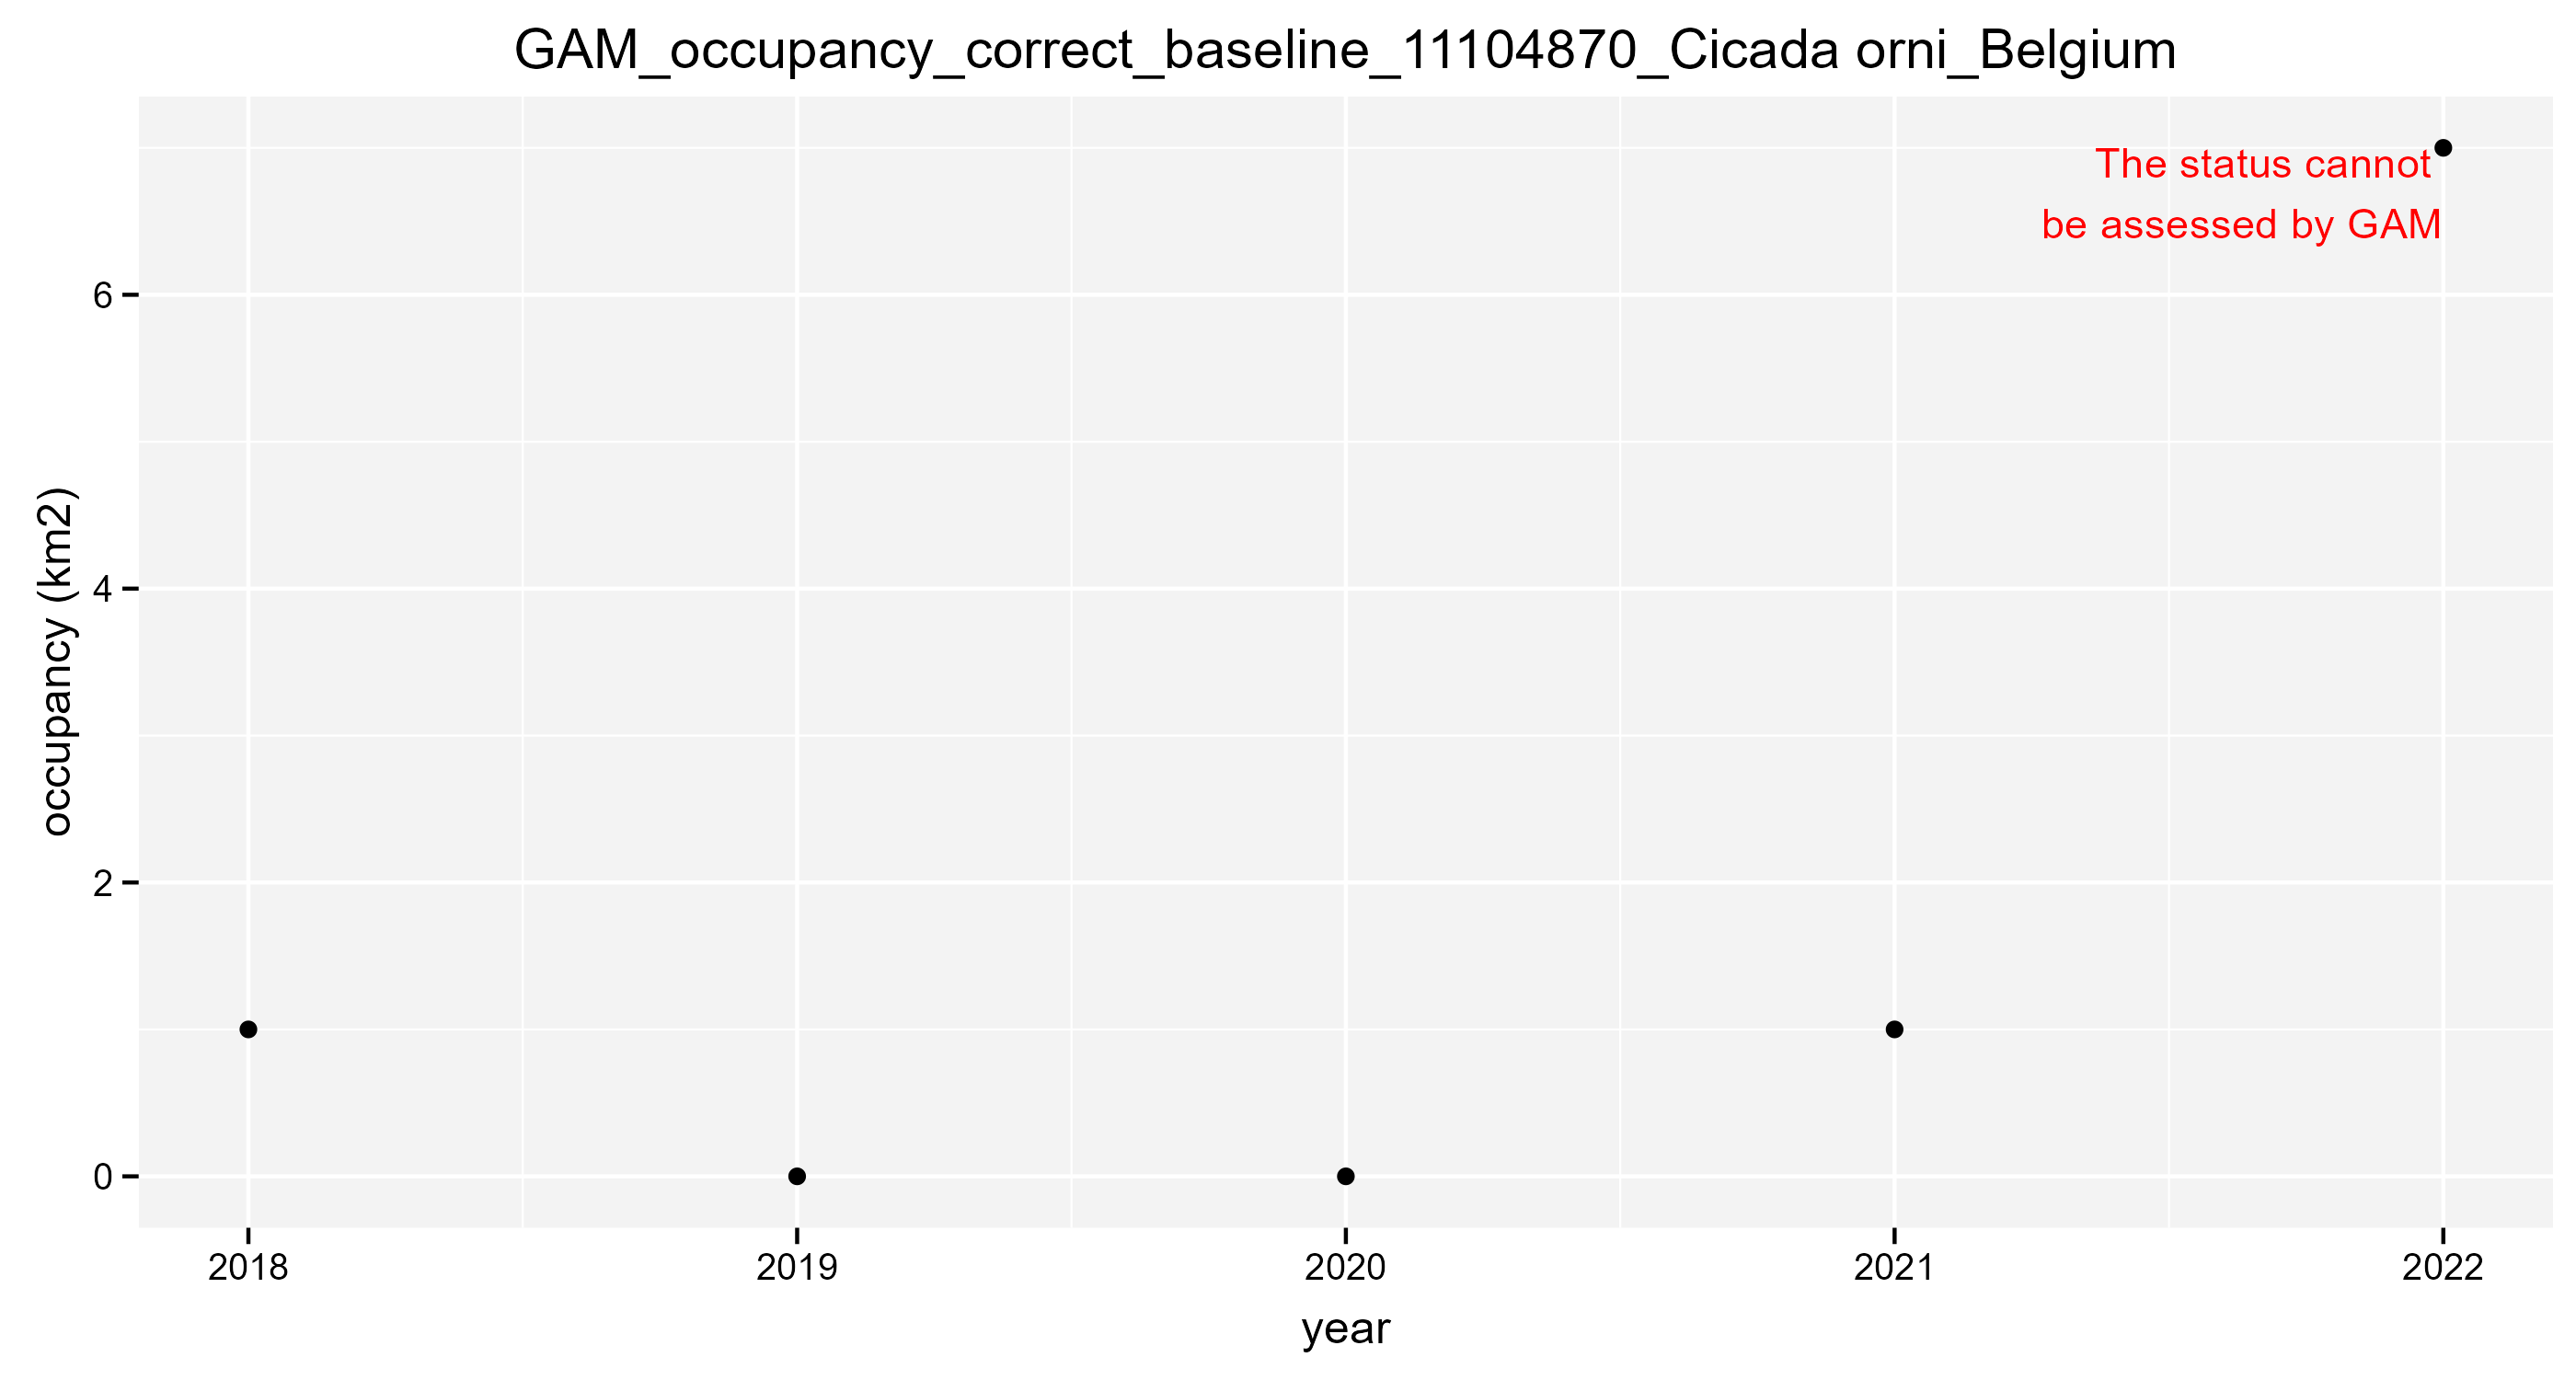 GAM_occupancy_correct_baseline_11104870_Cicada orni_Belgium
The status cannot
be assessed by GAM
occupancy (km2)
6
4
2
0
2018 2019 2020 2021 2022
year